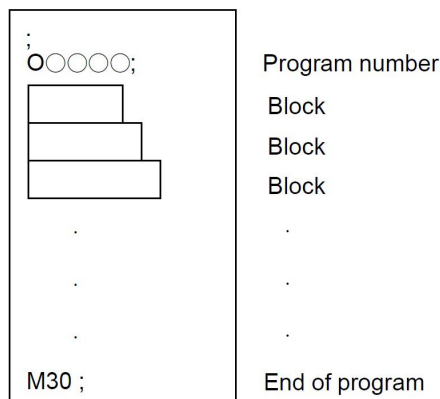 ;
O○○○○; Program number
Block
Block
Block
. .
. .
. .
M30 ; End of program